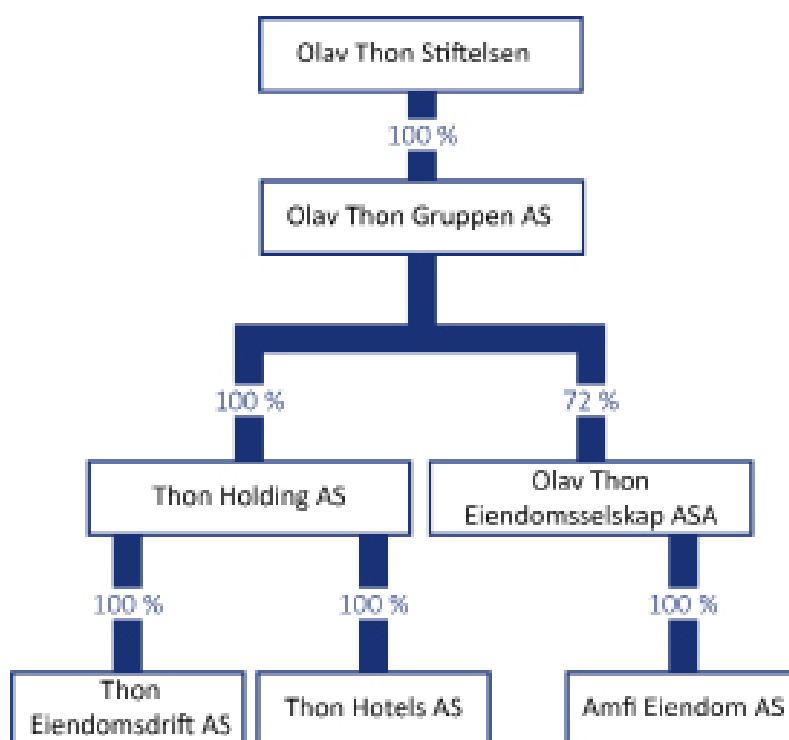 Olav Thon Stiftelsen
100 %
Olav Thon Gruppen AS
100 %
72 %
Thon Holding AS
Olav Thon
Eiendomsselskap ASA
100 %
100 %
100 %
Thon
Eiendomsdrift AS
Thon Hotels AS
Amfi Eiendom AS